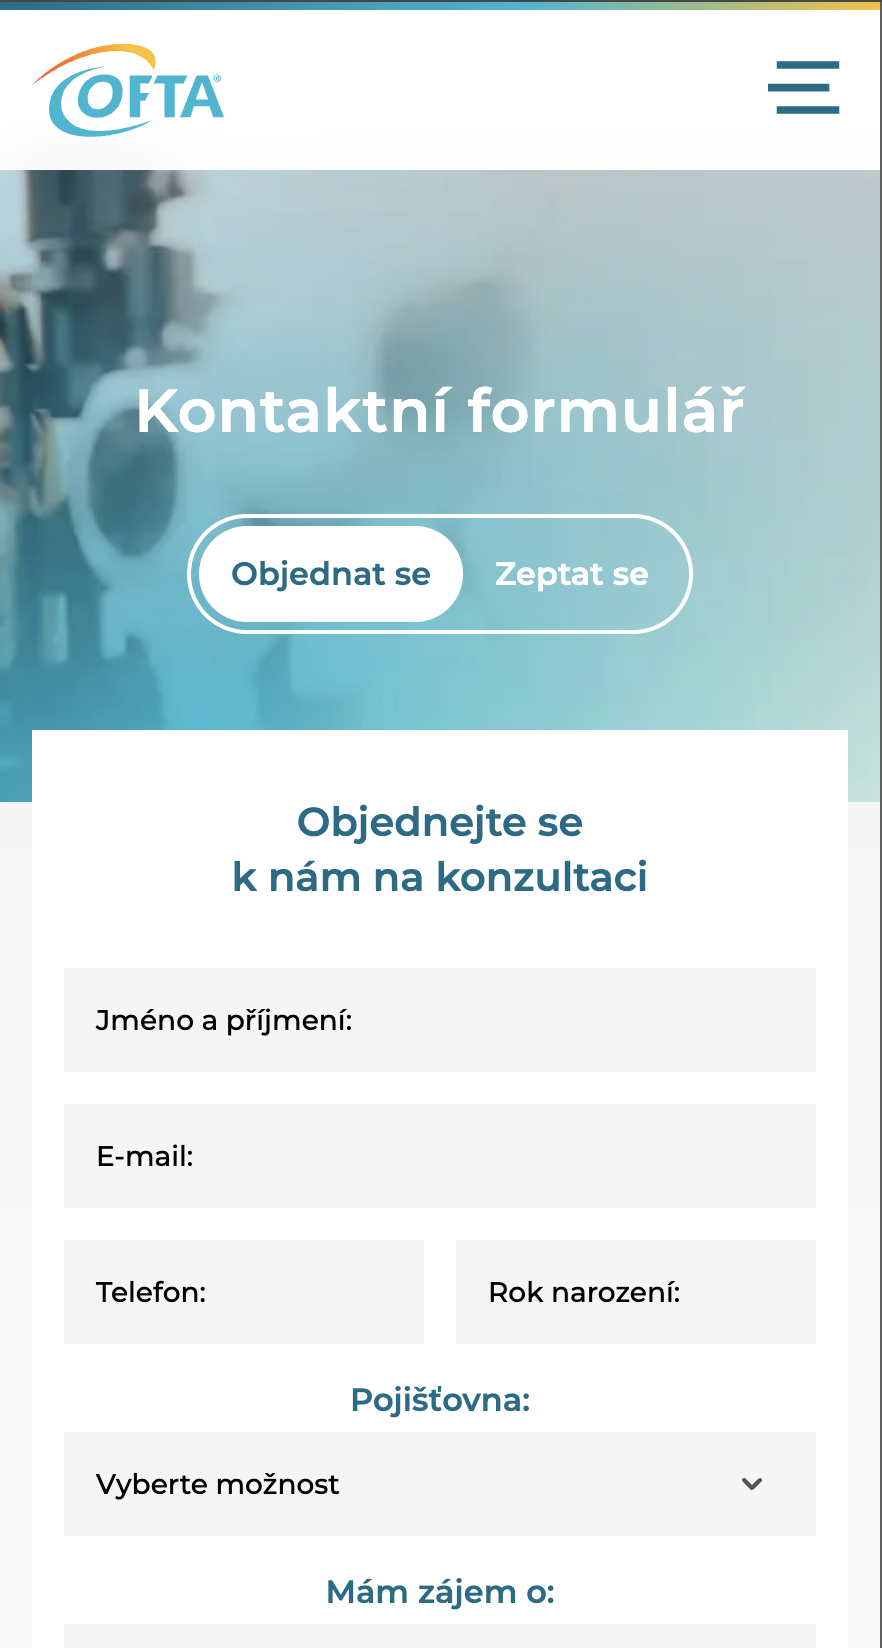 OFTA®
Kontaktní formulář
Objednat se
Zeptat se
Objednejte se
k nám na konzultaci
Jméno a příjmení:
E-mail:
Telefon:
Rok narození:
Pojišťovna:
Vyberte možnost
Mám zájem o: